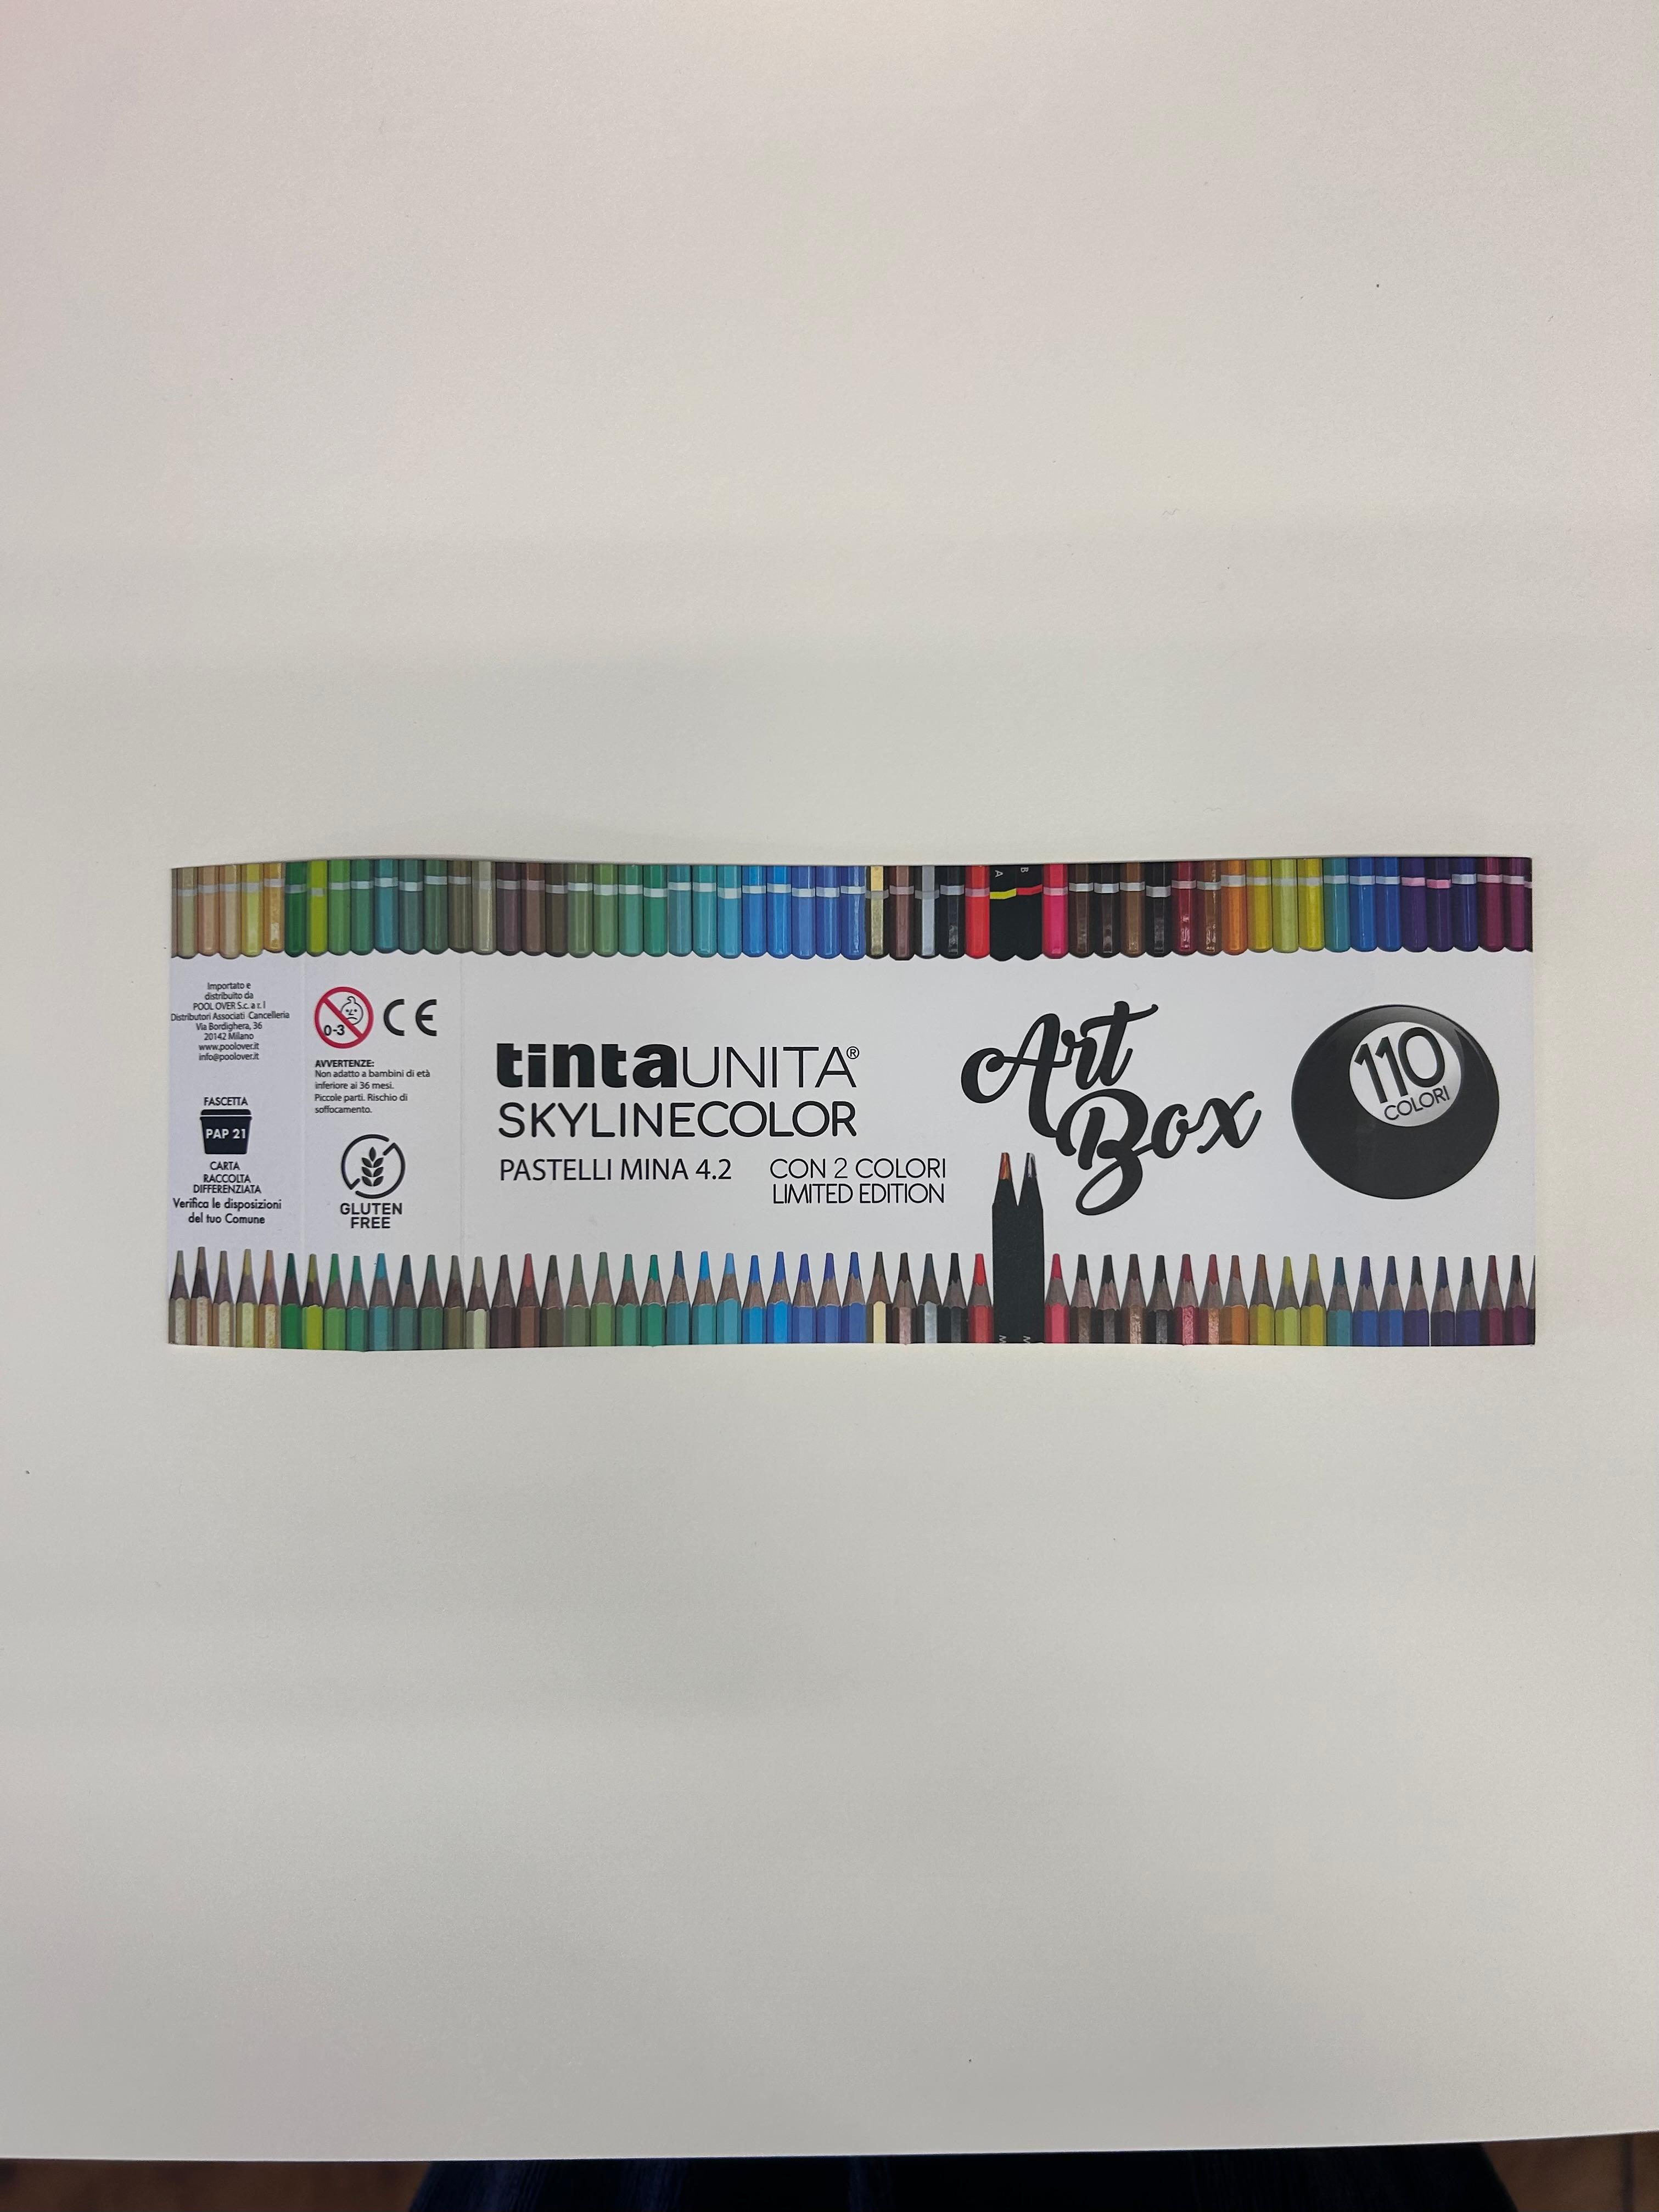 Importato e
distribuito da
POOL OVER S.c. a r. l
Distributori Associati Cancelleria
Via Bordighera, 36
20142 Milano
www.poolover.it
info@poolover.it
FASCETTA
PAP 21
CARTA
RACCOLTA
DIFFERENZIATA
Verifica le disposizioni
del tuo Comune
0-3
CE
AVVERTENZE:
Non adatto a bambini di età
inferiore ai 36 mesi.
Piccole parti. Rischio di
soffocamento.
GLUTEN
FREE
tintaUNITA®
SKYLINECOLOR
PASTELLI MINA 4.2
CON 2 COLORI
LIMITED EDITION
Art
Box
110
COLORI
A
B
M
M